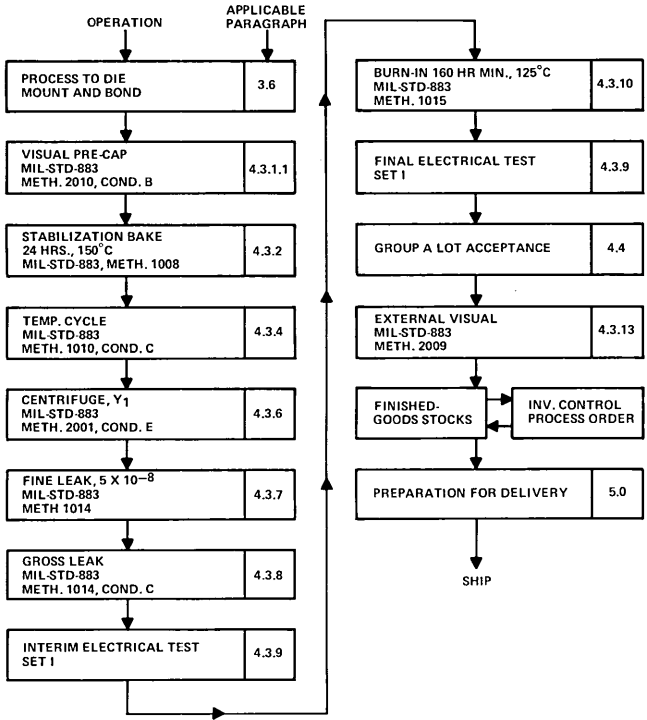 OPERATION
APPLICABLE
PARAGRAPH
PROCESS TO DIE
MOUNT AND BOND
3.6
VISUAL PRE-CAP
MIL-STD-883
METH. 2010, COND. B
4.3.1.1
STABILIZATION BAKE
24 HRS., 150°C
MIL-STD-883, METH. 1008
4.3.2
TEMP. CYCLE
MIL-STD-883
METH. 1010, COND. C
4.3.4
CENTRIFUGE, Y1
MIL-STD-883
METH. 2001, COND. E
4.3.6
FINE LEAK, 5 X 10−8
MIL-STD-883
METH 1014
4.3.7
GROSS LEAK
MIL-STD-883
METH. 1014, COND. C
4.3.8
INTERIM ELECTRICAL TEST
SET I
4.3.9
BURN-IN 160 HR MIN., 125°C
MIL-STD-883
METH. 1015
4.3.10
FINAL ELECTRICAL TEST
SET I
4.3.9
GROUP A LOT ACCEPTANCE
4.4
EXTERNAL VISUAL
MIL-STD-883
METH. 2009
4.3.13
FINISHED-
GOODS STOCKS
INV. CONTROL
PROCESS ORDER
PREPARATION FOR DELIVERY
5.0
SHIP